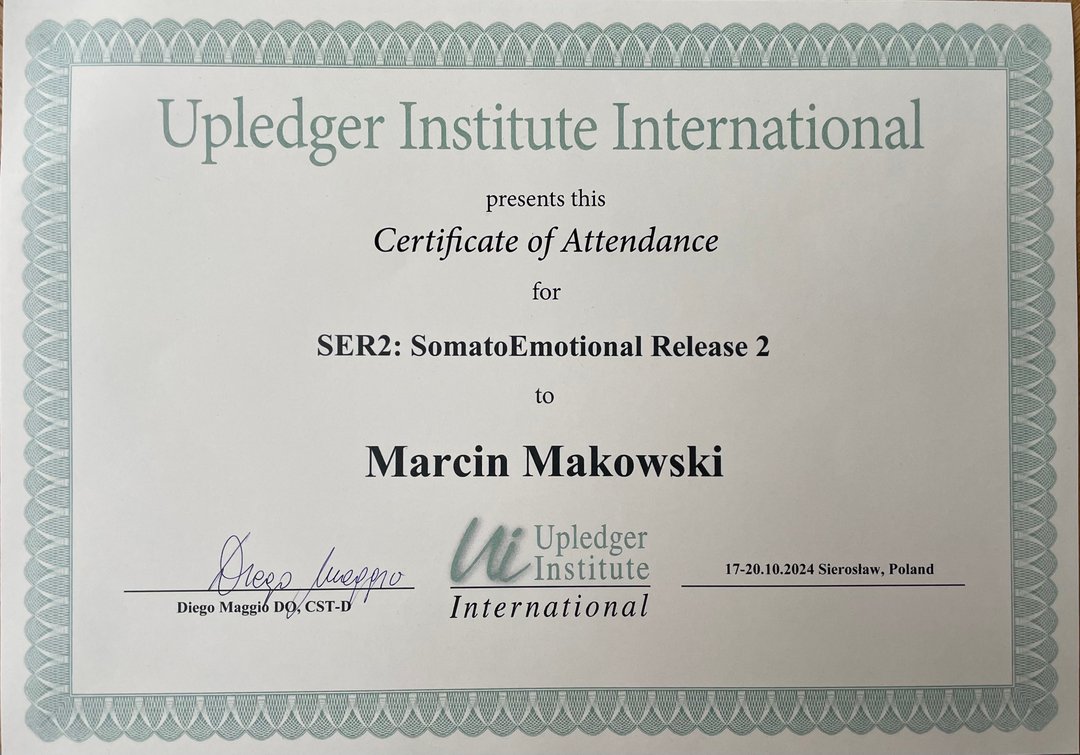 Upledger Institute International
presents this
Certificate of Attendance
for
SER2: SomatoEmotional Release 2
to
Marcin Makowski
Diego Maggio
Diego Maggio DO, CST-D
Ui Upledger
Institute
International
17-20.10.2024 Sierosław, Poland